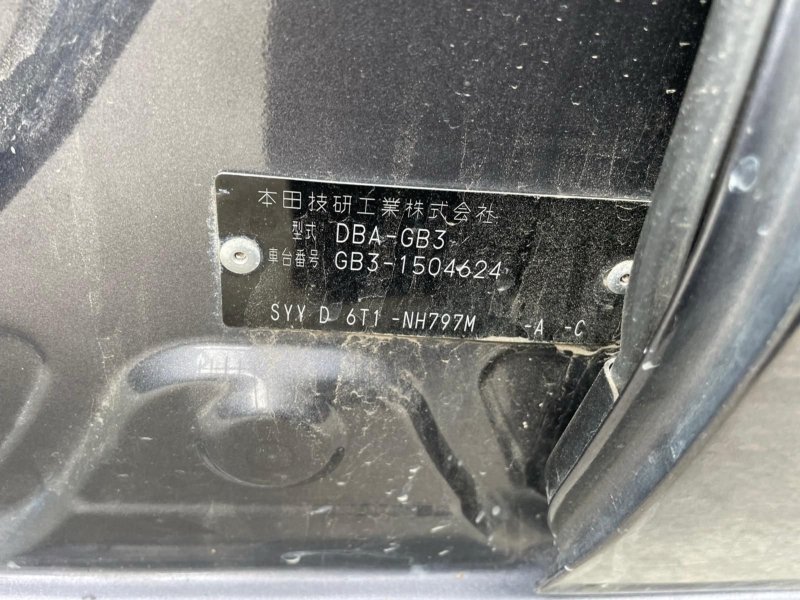 本田技研工業株式会社
型式 DBA-GB3
車台番号 GB3-1504624
SYY D 6T1 -NH797M -A -C